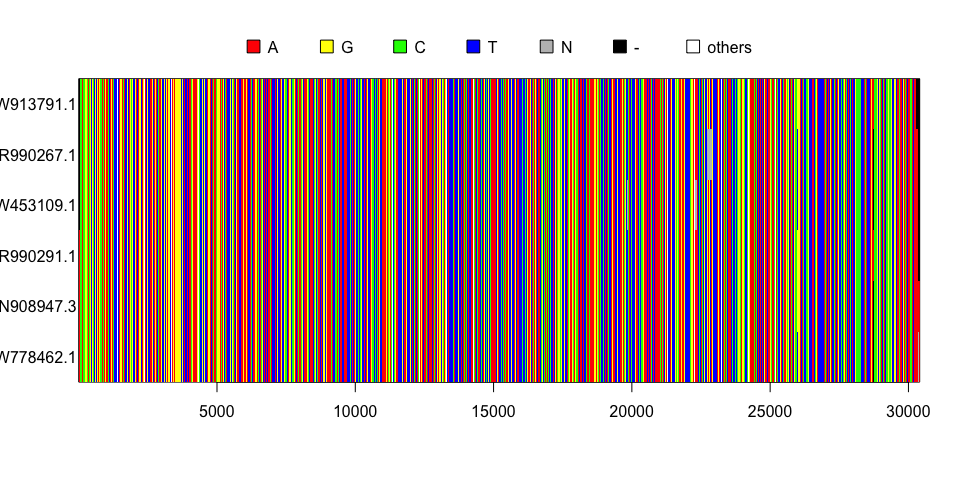 A G C T N - others
W913791.1
R990267.1
W453109.1
R990291.1
N908947.3
W778462.1
5000 10000 15000 20000 25000 30000